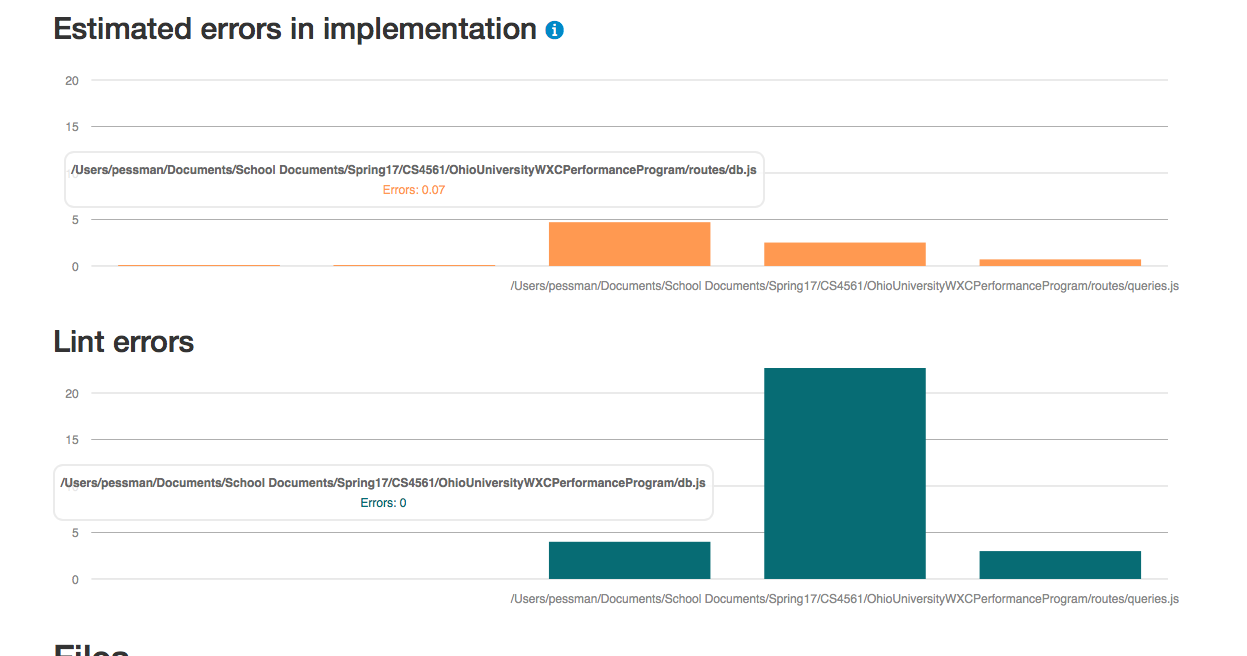 Estimated errors in implementation
20
15
/Users/pessman/Documents/School Documents/Spring17/CS4561/OhioUniversityWXCPerformanceProgram/routes/db.js
Errors: 0.07
5
0
/Users/pessman/Documents/School Documents/Spring17/CS4561/OhioUniversityWXCPerformanceProgram/routes/queries.js
Lint errors
20
15
/Users/pessman/Documents/School Documents/Spring17/CS4561/OhioUniversityWXCPerformanceProgram/db.js
Errors: 0
5
0
/Users/pessman/Documents/School Documents/Spring17/CS4561/OhioUniversityWXCPerformanceProgram/routes/queries.js
Files